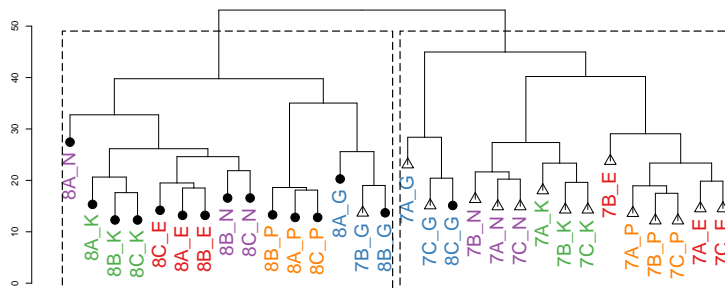 50
40
30
20
10
0
8A_N
8A_K
8B_K
8C_K
8C_E
8A_E
8B_E
8B_N
8C_N
8B_P
8A_P
8C_P
8A_G
7B_G
8B_G
7A_G
7C_G
8C_G
7B_N
7A_N
7C_N
7A_K
7B_K
7C_K
7B_E
7A_P
7B_P
7C_P
7A_E
7C_E